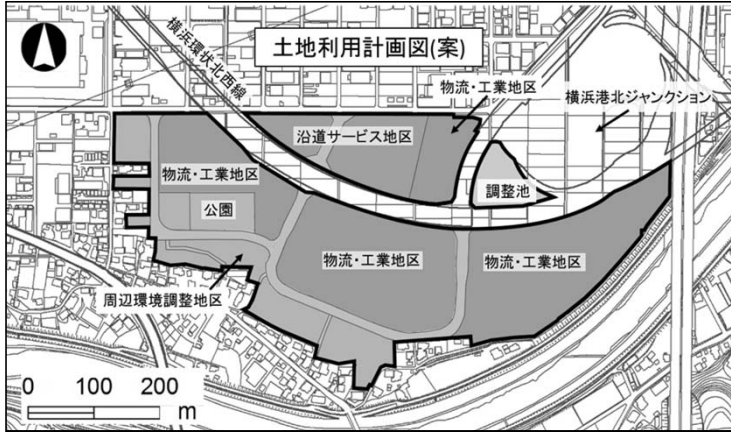 土地利用計画図(案)
横浜環状北西線
物流・工業地区
横浜港北ジャンクション
沿道サービス地区
物流・工業地区
調整池
公園
物流・工業地区
物流・工業地区
周辺環境調整地区
0 100 200
m